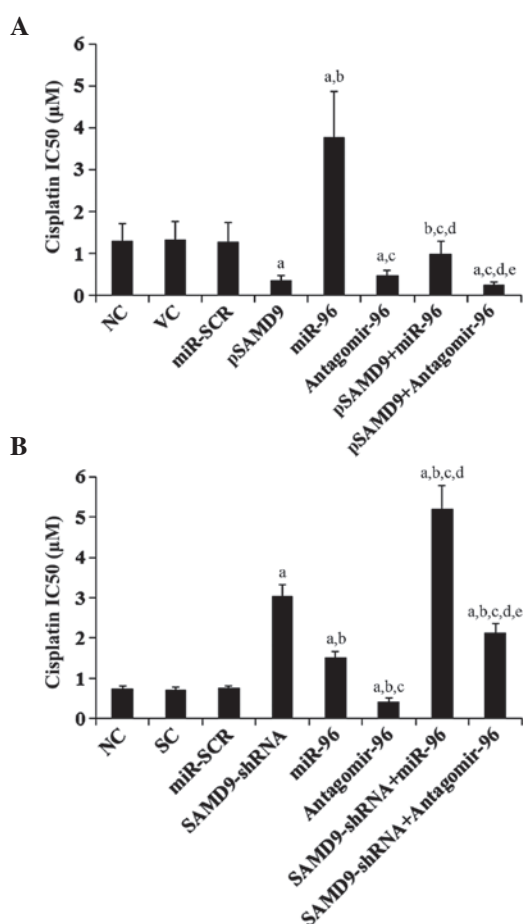 A
Cisplatin IC50 (µM)
6
5
4
3
2
1
0
a
a,b
a,c
b,c,d
a,c,d,e
NC
VC
miR-SCR
pSAMD9
miR-96
Antagomir-96
pSAMD9+miR-96
pSAMD9+Antagomir-96
B
Cisplatin IC50 (µM)
6
5
4
3
2
1
0
a
a,b
a,b,c
a,b,c,d
a,b,c,d,e
NC
SC
miR-SCR
SAMD9-shRNA
miR-96
Antagomir-96
SAMD9-shRNA+miR-96
SAMD9-shRNA+Antagomir-96